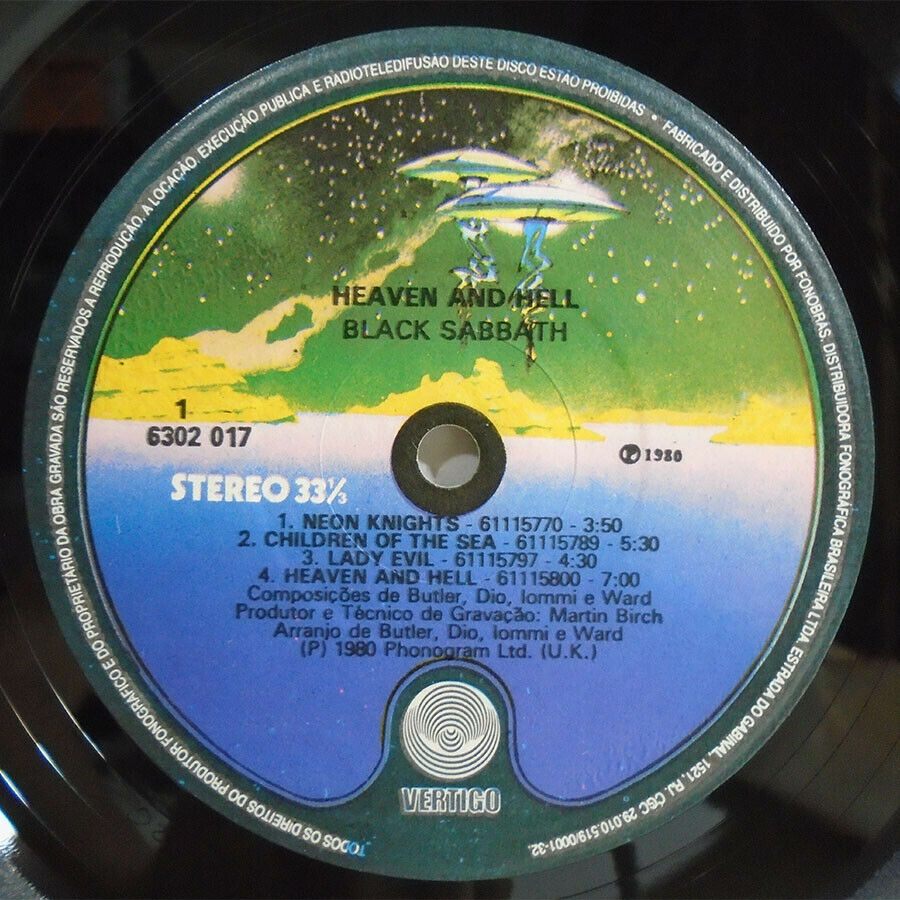 TODOS OS DIREITOS DO PRODUTOR FONOGRÁFICO E DO PROPRIETÁRIO DA OBRA GRAVADA SÃO RESERVADOS A REPRODUÇÃO, A LOCAÇÃO, EXECUÇÃO PUBLICA E RADIOTELEDIFUSÃO DESTE DISCO ESTÃO PROIBIDAS • FABRICADO E DISTRIBUIDO POR FONOBRAS, DISTRIBUIDORA FONOGRÁFICA BRASILEIRA LTDA. ESTRADA DO GABINAL, 1521, RJ. CGC 29.010.519/0001-32.
HEAVEN AND HELL
BLACK SABBATH
1
6302 017
Ⓟ 1980
STEREO 33⅓
1. NEON KNIGHTS - 61115770 - 3:50
2. CHILDREN OF THE SEA - 61115789 - 5:30
3. LADY EVIL - 61115797 - 4:30
4. HEAVEN AND HELL - 61115800 - 7:00
Composições de Butler, Dio, Iommi e Ward
Produtor e Técnico de Gravação: Martin Birch
Arranjo de Butler, Dio, Iommi e Ward
(P) 1980 Phonogram Ltd. (U.K.)
VERTIGO